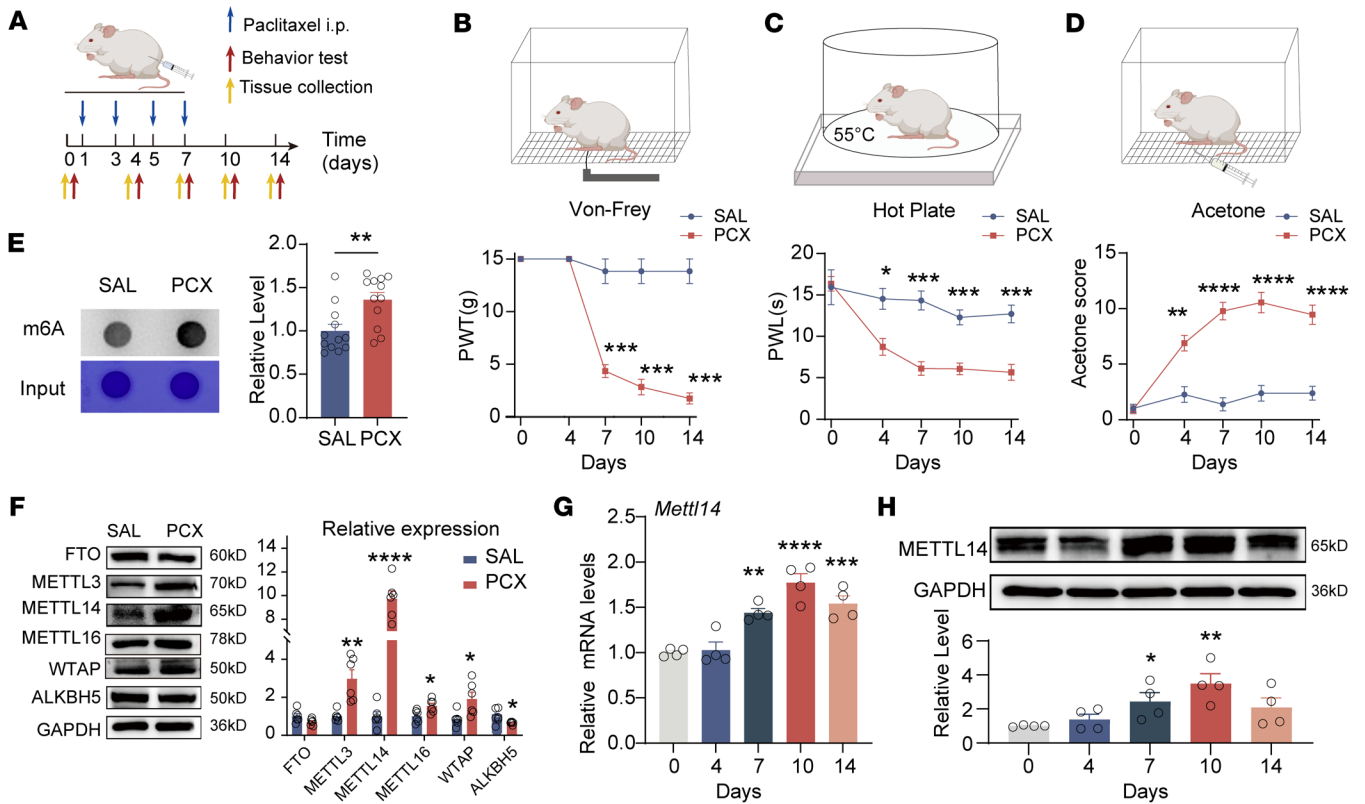 A
Paclitaxel i.p.
Behavior test
Tissue collection
0 1 3 4 5 7 10 14
Time
(days)
B
Von-Frey
SAL
PCX
PWT(g)
15
10
5
0
0 4 7 10 14
Days
***
***
***
C
55°C
Hot Plate
SAL
PCX
PWL(s)
20
15
10
5
0
0 4 7 10 14
Days
*
***
***
***
D
Acetone
SAL
PCX
Acetone score
15
10
5
0
0 4 7 10 14
Days
**
****
****
****
E
SAL PCX
m6A
Input
Relative Level
2.0
1.5
1.0
0.5
0.0
**
SAL PCX
F
SAL PCX
FTO 60kD
METTL3 70kD
METTL14 65kD
METTL16 78kD
WTAP 50kD
ALKBH5 50kD
GAPDH 36kD
Relative expression
SAL
PCX
14
12
10
8
6
4
2
0
**
****
*
*
*
FTO
METTL3
METTL14
METTL16
WTAP
ALKBH5
G
Mettl14
Relative mRNA levels
2.5
2.0
1.5
1.0
0.5
0
**
****
***
0 4 7 10 14
Days
H
METTL14 65kD
GAPDH 36kD
Relative Level
6
4
2
0
*
**
0 4 7 10 14
Days